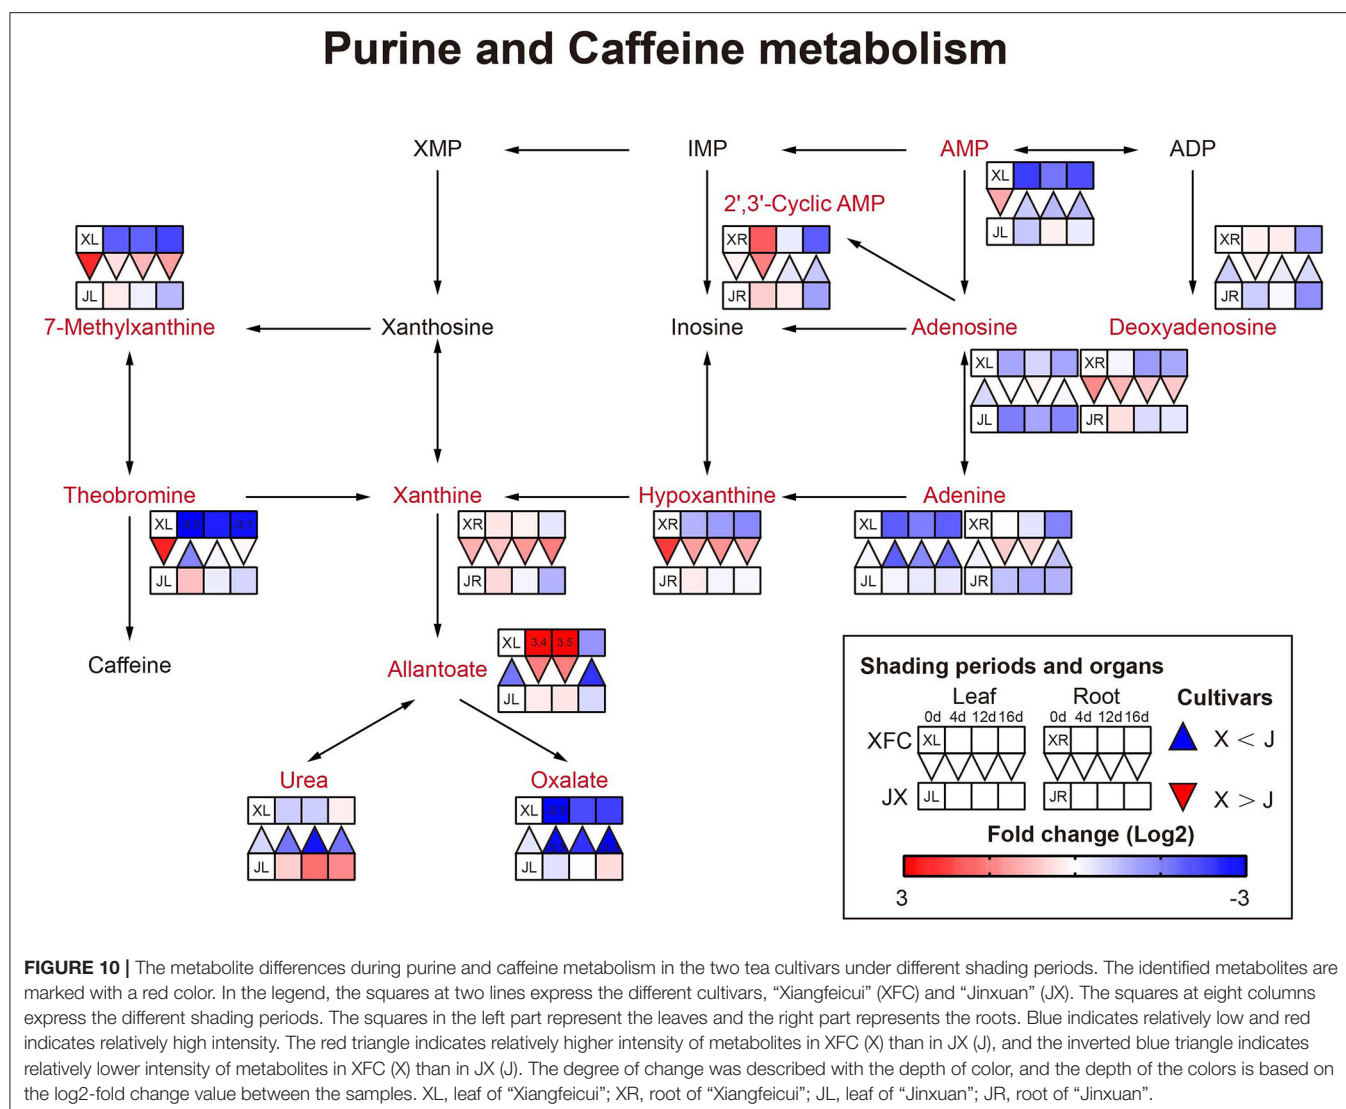 Purine and Caffeine metabolism
XMP IMP AMP ADP
XL
JL
2',3'-Cyclic AMP
XR
JR
XL
JL
XR
JR
7-Methylxanthine Xanthosine Inosine Adenosine Deoxyadenosine
XL XR
JL JR
Theobromine Xanthine Hypoxanthine Adenine
XL -3.1 XR XR XL XR
JL JR JR JL JR
Caffeine
Allantoate
XL 3.4 3.5
JL
Urea Oxalate
XL XL
JL JL
Shading periods and organs
Leaf Root Cultivars
0d 4d 12d 16d 0d 4d 12d 16d
XFC XL XR X < J
JX JL JR X > J
Fold change (Log2)
3 -3
FIGURE 10 | The metabolite differences during purine and caffeine metabolism in the two tea cultivars under different shading periods. The identified metabolites are
marked with a red color. In the legend, the squares at two lines express the different cultivars, “Xiangfeicui” (XFC) and “Jinxuan” (JX). The squares at eight columns
express the different shading periods. The squares in the left part represent the leaves and the right part represents the roots. Blue indicates relatively low and red
indicates relatively high intensity. The red triangle indicates relatively higher intensity of metabolites in XFC (X) than in JX (J), and the inverted blue triangle indicates
relatively lower intensity of metabolites in XFC (X) than in JX (J). The degree of change was described with the depth of color, and the depth of the colors is based on
the log2-fold change value between the samples. XL, leaf of “Xiangfeicui”; XR, root of “Xiangfeicui”; JL, leaf of “Jinxuan”; JR, root of “Jinxuan”.